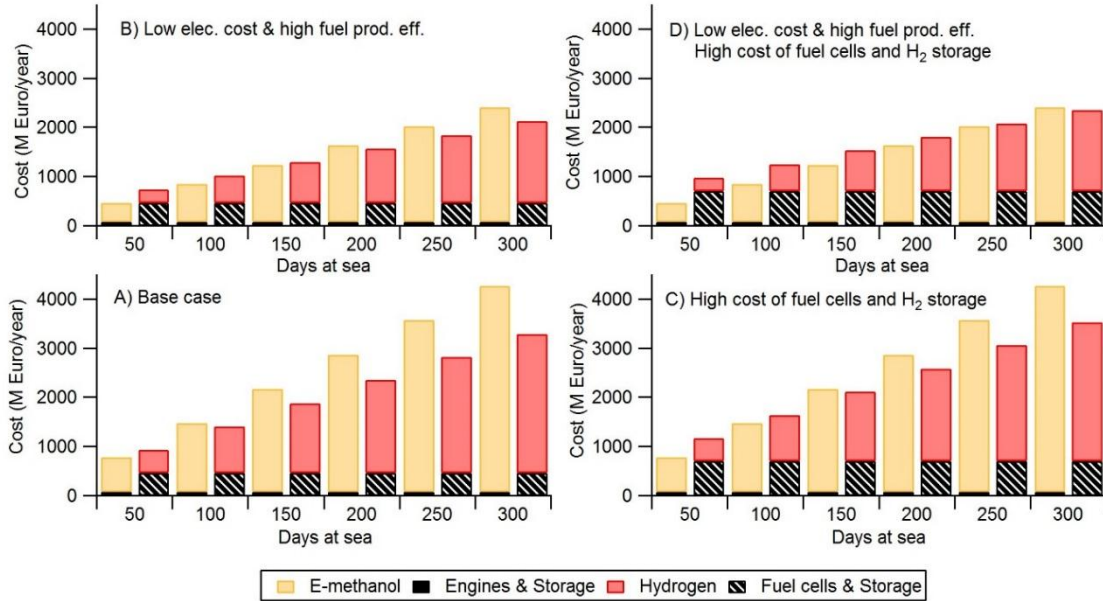 B) Low elec. cost & high fuel prod. eff.
Cost (M Euro/year)
4000
3000
2000
1000
0
50 100 150 200 250 300
Days at sea
D) Low elec. cost & high fuel prod. eff.
High cost of fuel cells and H₂ storage
Cost (M Euro/year)
4000
3000
2000
1000
0
50 100 150 200 250 300
Days at sea
A) Base case
Cost (M Euro/year)
4000
3000
2000
1000
0
50 100 150 200 250 300
Days at sea
C) High cost of fuel cells and H₂ storage
Cost (M Euro/year)
4000
3000
2000
1000
0
50 100 150 200 250 300
Days at sea
E-methanol Engines & Storage Hydrogen Fuel cells & Storage